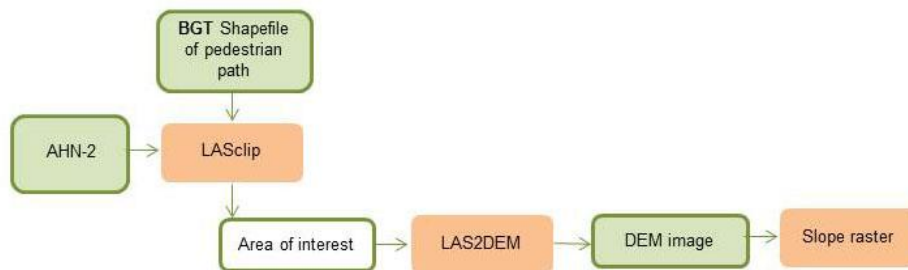 BGT Shapefile
of pedestrian
path
AHN-2
LASclip
Area of interest
LAS2DEM
DEM image
Slope raster